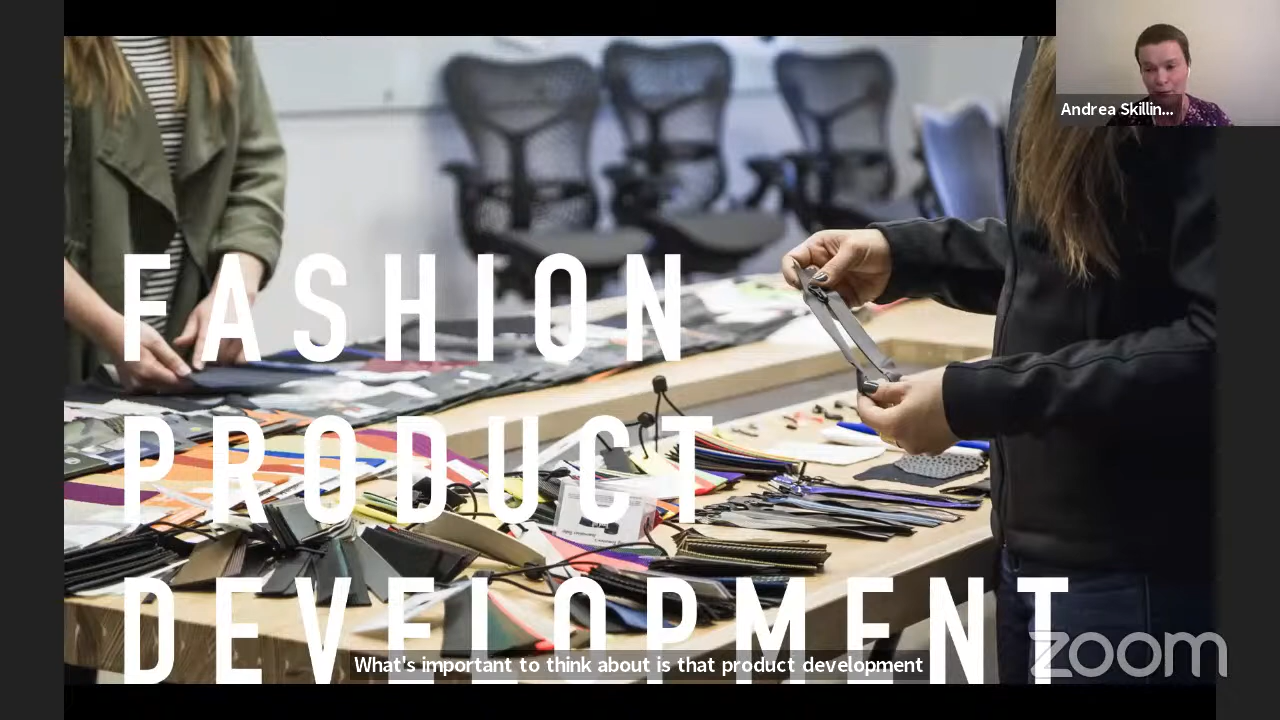 Andrea Skillin...
FASHION
PRODUCT
DEVELOPMENT
What's important to think about is that product development
zoom